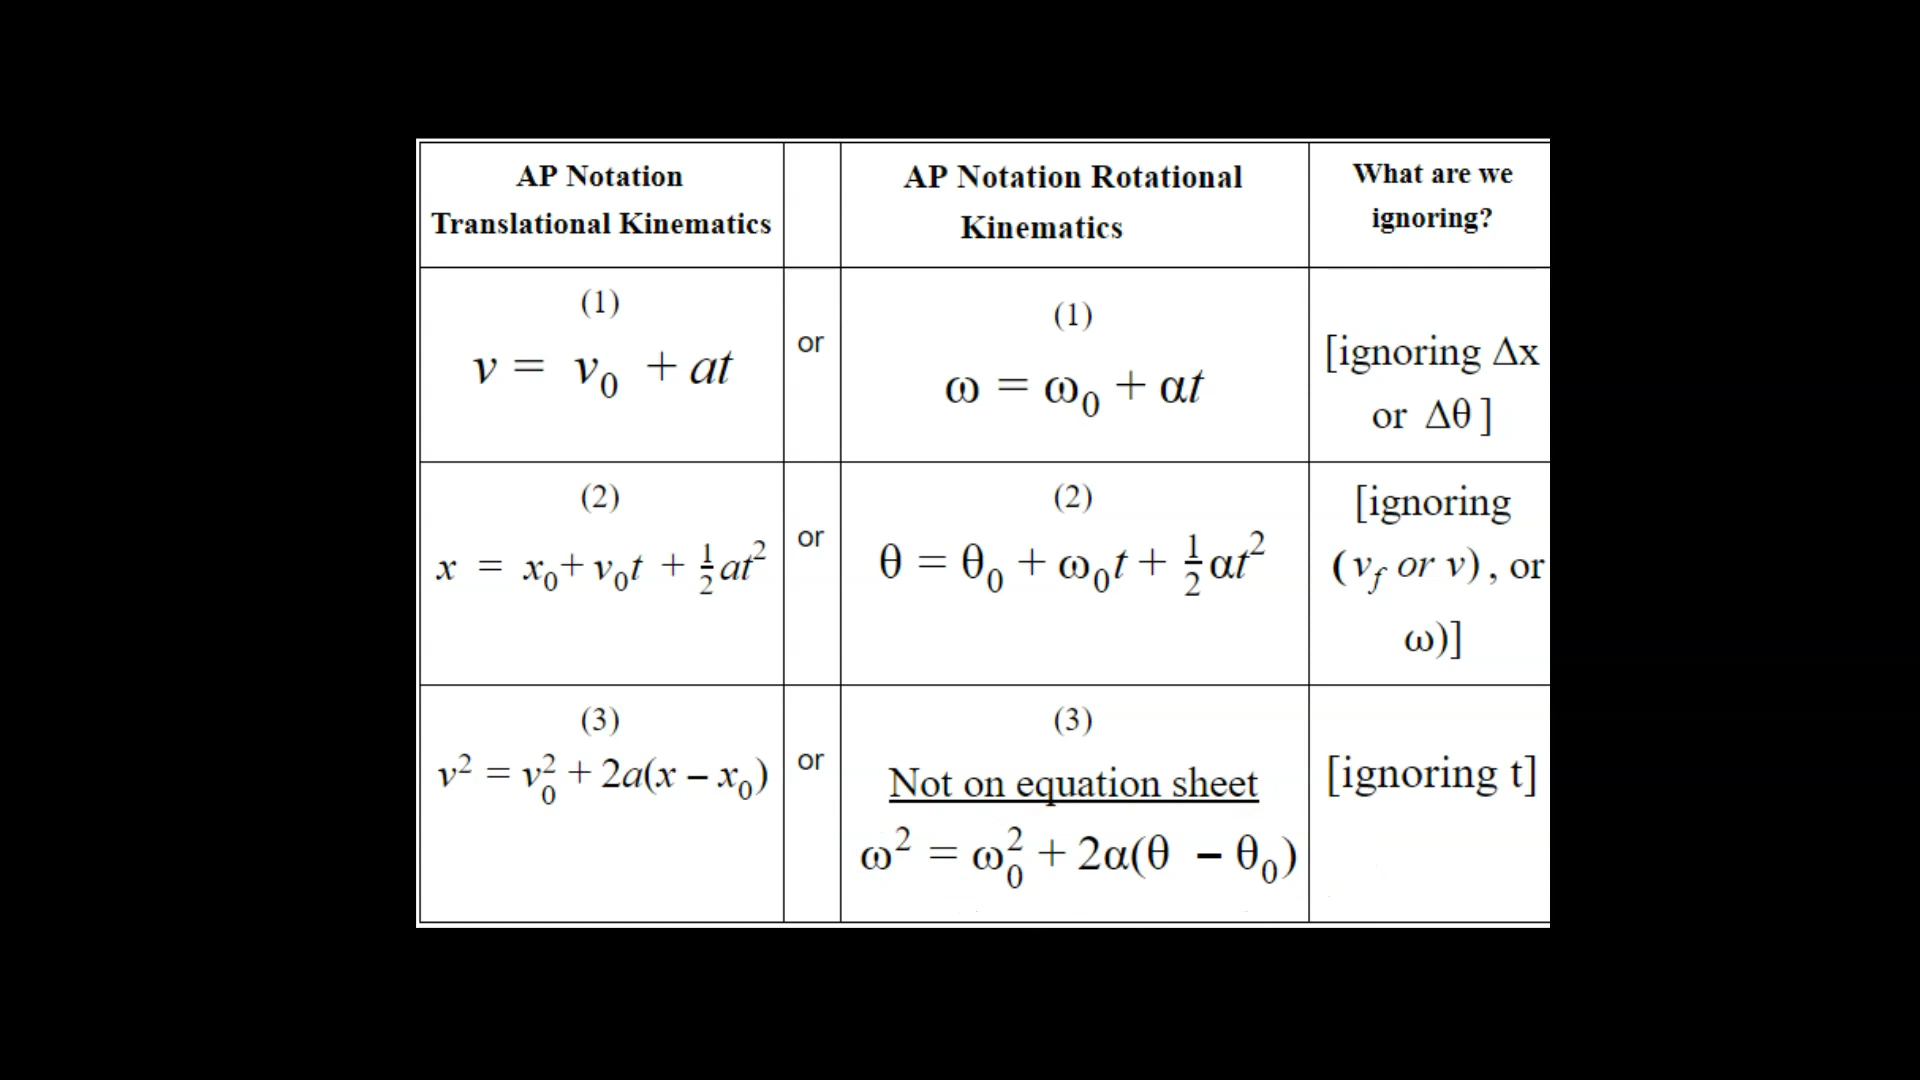 AP Notation
Translational Kinematics
AP Notation Rotational
Kinematics
What are we
ignoring?
(1)
v = v₀ + at
or
(1)
ω = ω₀ + αt
[ignoring Δx
or Δθ ]
(2)
x = x₀+ v₀t + ½at²
or
(2)
θ = θ₀ + ω₀t + ½αt²
[ignoring
(v_f or v) , or
ω)]
(3)
v² = v₀² + 2a(x – x₀)
or
(3)
Not on equation sheet
ω² = ω₀² + 2α(θ – θ₀)
[ignoring t]